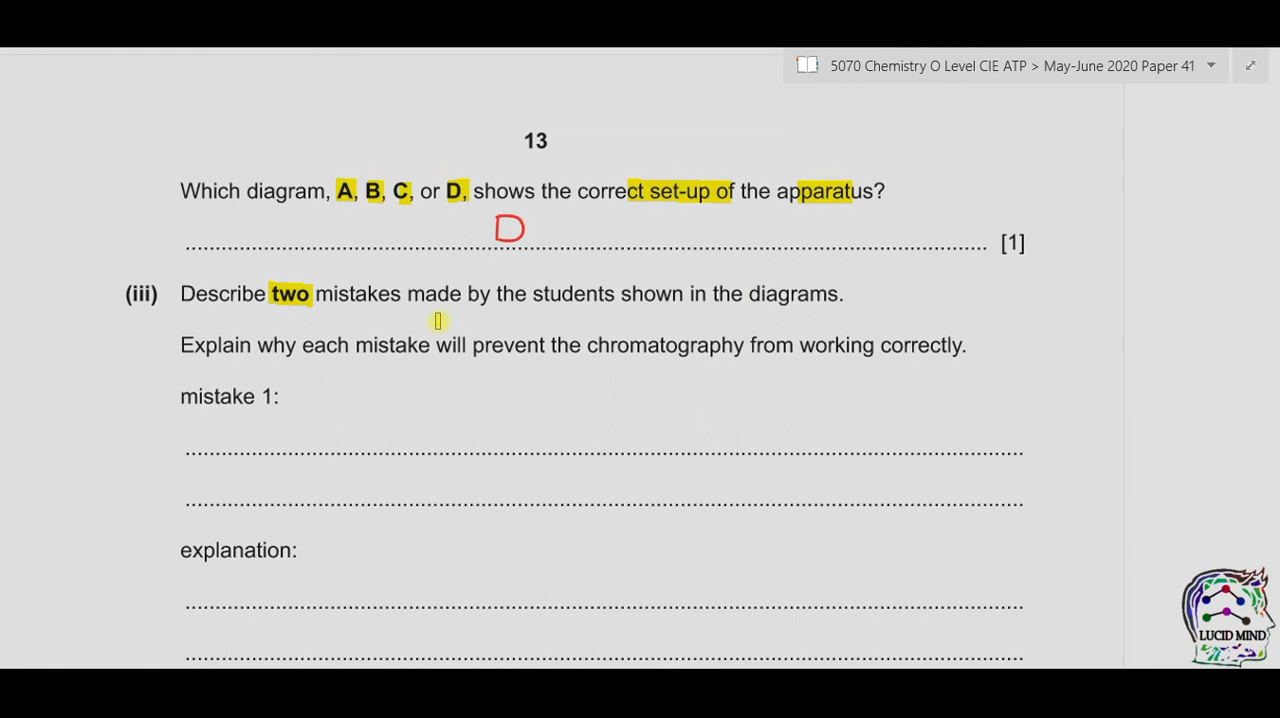 5070 Chemistry O Level CIE ATP > May-June 2020 Paper 41
13
Which diagram, A, B, C, or D, shows the correct set-up of the apparatus?
D
................................................................................ [1]
(iii) Describe two mistakes made by the students shown in the diagrams.
Explain why each mistake will prevent the chromatography from working correctly.
mistake 1:
................................................................................
................................................................................
explanation:
................................................................................
................................................................................
LUCID MIND